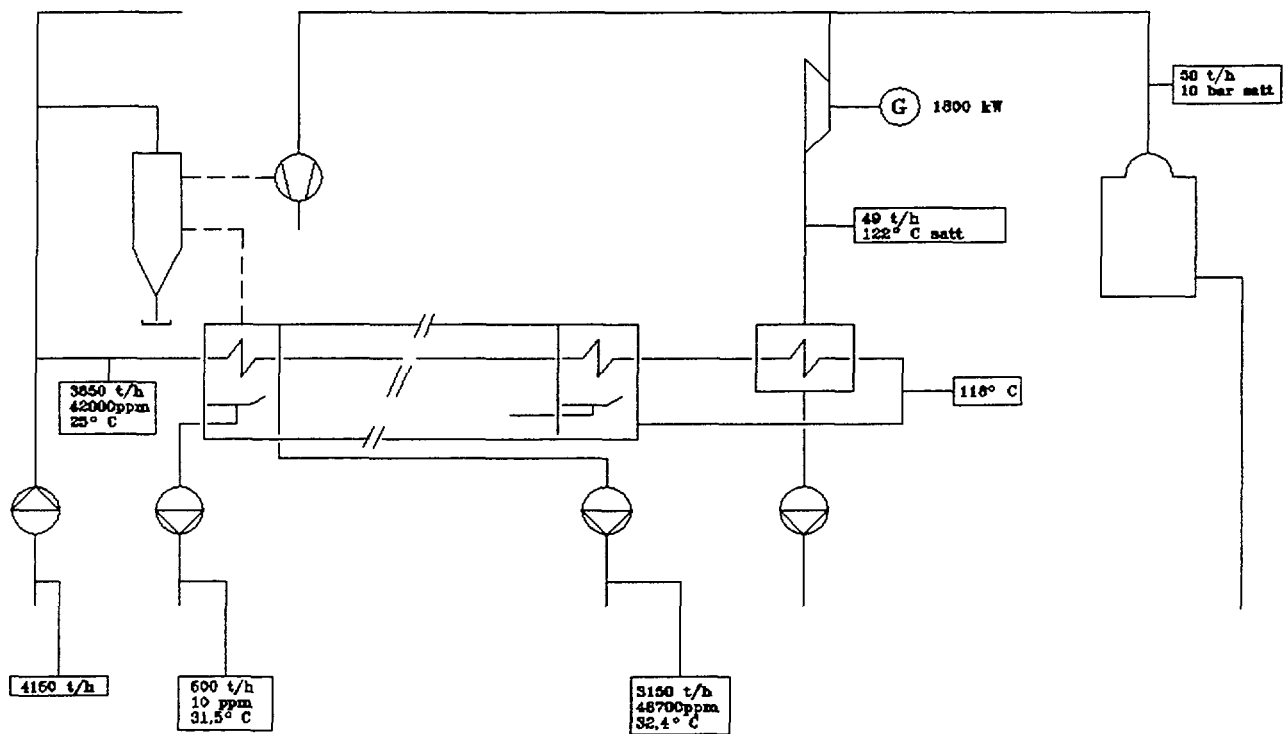 50 t/h
10 bar satt
G
1800 kW
49 t/h
122° C satt
3650 t/h
42000ppm
25° C
118° C
4150 t/h
500 t/h
10 ppm
31,5° C
3150 t/h
48700ppm
32,4° C